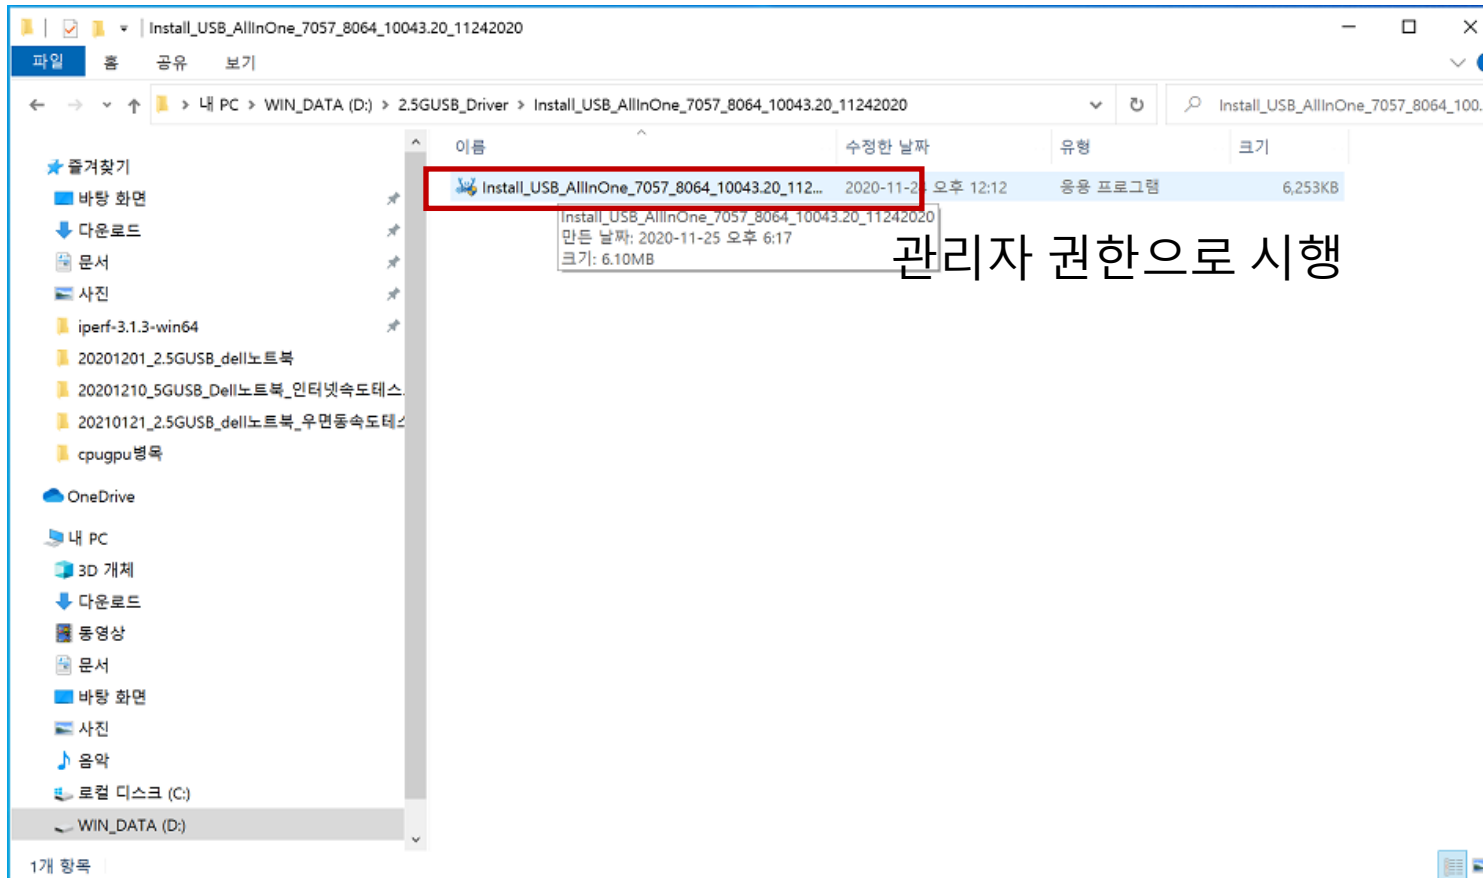 Install_USB_AllInOne_7057_8064_10043.20_11242020
파일 홈 공유 보기
내 PC > WIN_DATA (D:) > 2.5GUSB_Driver > Install_USB_AllInOne_7057_8064_10043.20_11242020
Install_USB_AllInOne_7057_8064_100.
이름 수정한 날짜 유형 크기
Install_USB_AllInOne_7057_8064_10043.20_112... 2020-11-24 오후 12:12 응용 프로그램 6,253KB
Install_USB_AllInOne_7057_8064_10043.20_11242020
만든 날짜: 2020-11-25 오후 6:17
크기: 6.10MB
관리자 권한으로 시행
즐겨찾기
바탕 화면
다운로드
문서
사진
iperf-3.1.3-win64
20201201_2.5GUSB_dell노트북
20201210_5GUSB_Dell노트북_인터넷속도테스
20210121_2.5GUSB_dell노트북_우면동속도테스
cpugpu병목
OneDrive
내 PC
3D 개체
다운로드
동영상
문서
바탕 화면
사진
음악
로컬 디스크 (C:)
WIN_DATA (D:)
1개 항목